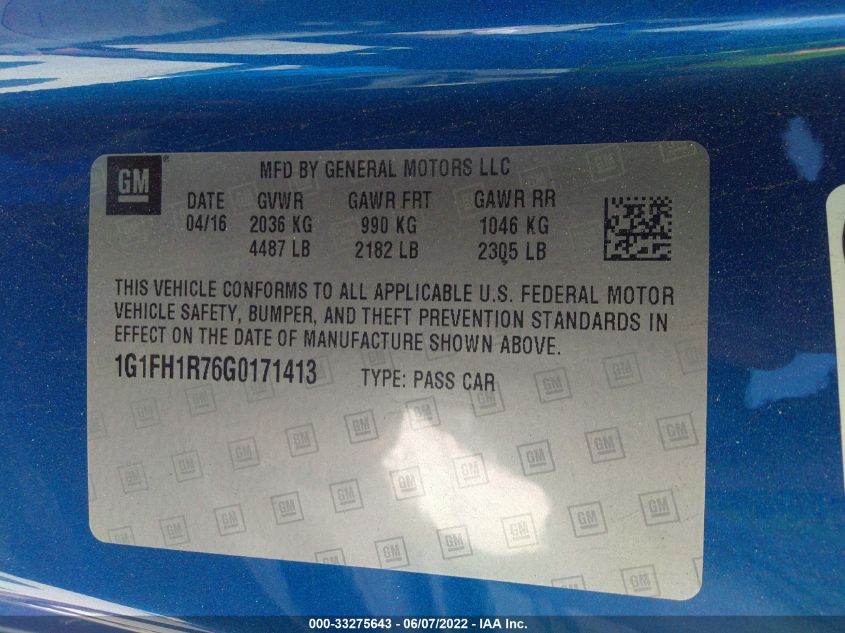 GM ® MFD BY GENERAL MOTORS LLC
DATE GVWR GAWR FRT GAWR RR
04/16 2036 KG 990 KG 1046 KG
4487 LB 2182 LB 2305 LB
THIS VEHICLE CONFORMS TO ALL APPLICABLE U.S. FEDERAL MOTOR
VEHICLE SAFETY, BUMPER, AND THEFT PREVENTION STANDARDS IN
EFFECT ON THE DATE OF MANUFACTURE SHOWN ABOVE.
1G1FH1R76G0171413 TYPE: PASS CAR
000-33275643 - 06/07/2022 - IAA Inc.